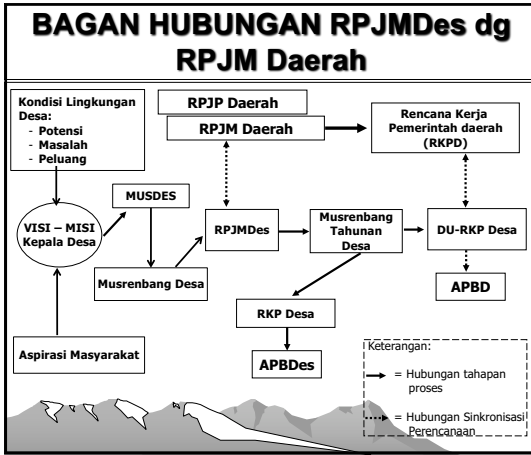 BAGAN HUBUNGAN RPJMDes dg
RPJM Daerah
Kondisi Lingkungan
Desa:
- Potensi
- Masalah
- Peluang
RPJP Daerah
RPJM Daerah
Rencana Kerja
Pemerintah daerah
(RKPD)
MUSDES
VISI – MISI
Kepala Desa
RPJMDes
Musrenbang
Tahunan
Desa
DU-RKP Desa
Musrenbang Desa
APBD
RKP Desa
Aspirasi Masyarakat
APBDes
Keterangan:
= Hubungan tahapan
proses
= Hubungan Sinkronisasi
Perencanaan